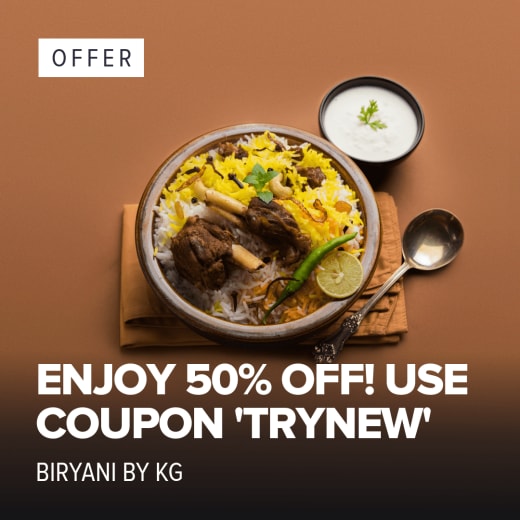 OFFER
ENJOY 50% OFF! USE
COUPON 'TRYNEW'
BIRYANI BY KG